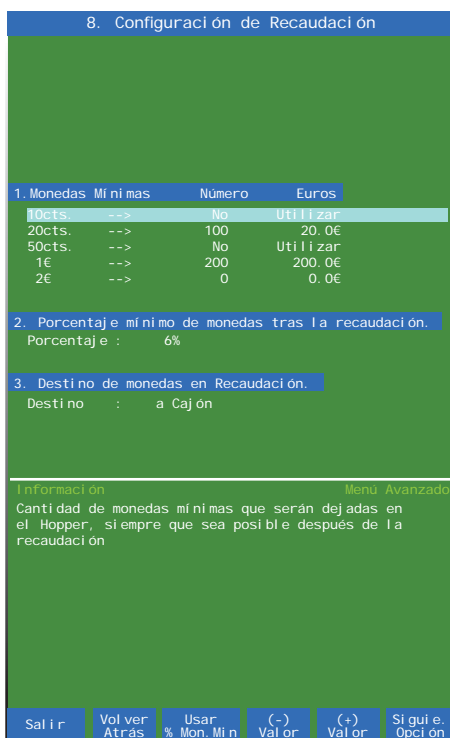 8. Configuración de Recaudación
1.Monedas Mínimas Número Euros
10cts. --> No Utilizar
20cts. --> 100 20.0€
50cts. --> No Utilizar
1€ --> 200 200.0€
2€ --> 0 0.0€
2. Porcentaje mínimo de monedas tras la recaudación.
Porcentaje : 6%
3. Destino de monedas en Recaudación.
Destino : a Cajón
Información Menú Avanzado
Cantidad de monedas mínimas que serán dejadas en
el Hopper, siempre que sea posible después de la
recaudación
Salir Volver Atrás Usar % Mon.Min (-) Valor (+) Valor Siguie. Opción